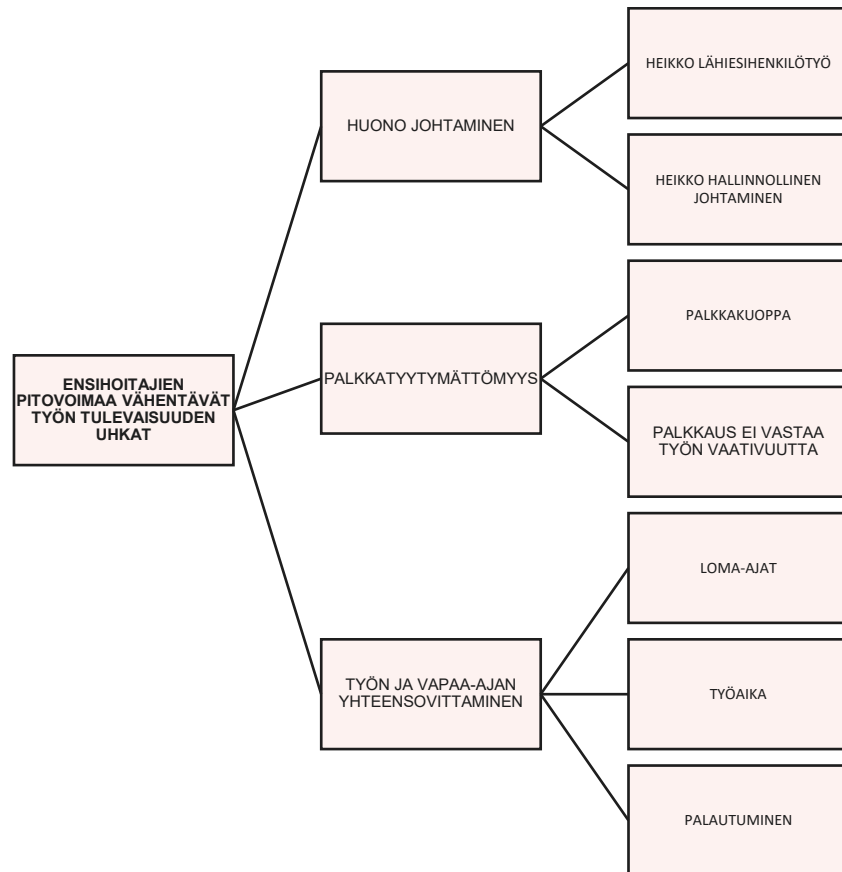 ENSIHOITAJIEN
PITOVOIMAA VÄHENTÄVÄT
TYÖN TULEVAISUUDEN
UHKAT
HUONO JOHTAMINEN
HEIKKO LÄHIESIHENKILÖTYÖ
HEIKKO HALLINNOLLINEN
JOHTAMINEN
PALKKATYYTYMÄTTÖMYYS
PALKKAKUOPPA
PALKKAUS EI VASTAA
TYÖN VAATIVUUTTA
TYÖN JA VAPAA-AJAN
YHTEENSOVITTAMINEN
LOMA-AJAT
TYÖAIKA
PALAUTUMINEN